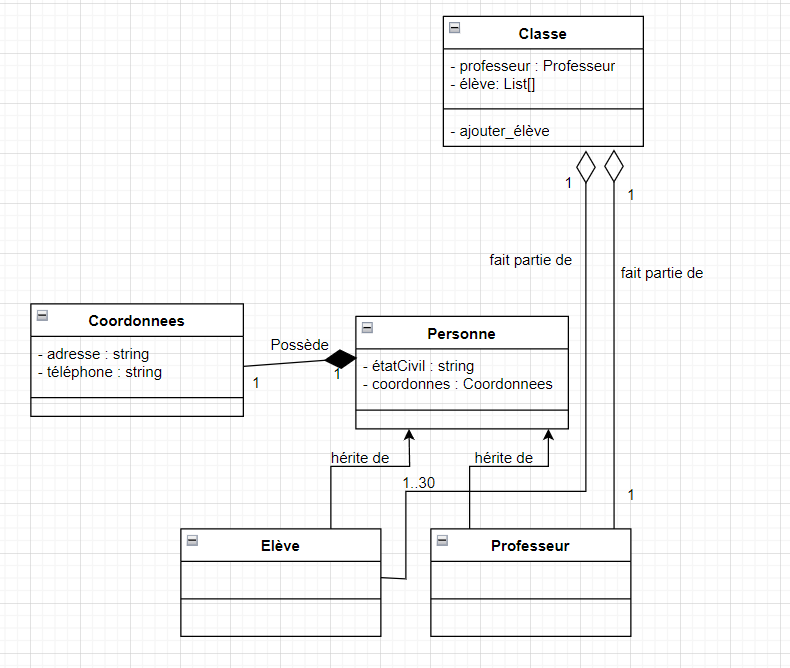 Classe
- professeur : Professeur
- élève: List[]
- ajouter_élève
1
1
fait partie de
fait partie de
Coordonnees
- adresse : string
- téléphone : string
Possède
1
1
Personne
- étatCivil : string
- coordonnes : Coordonnees
hérite de
hérite de
1..30
1
Elève
Professeur